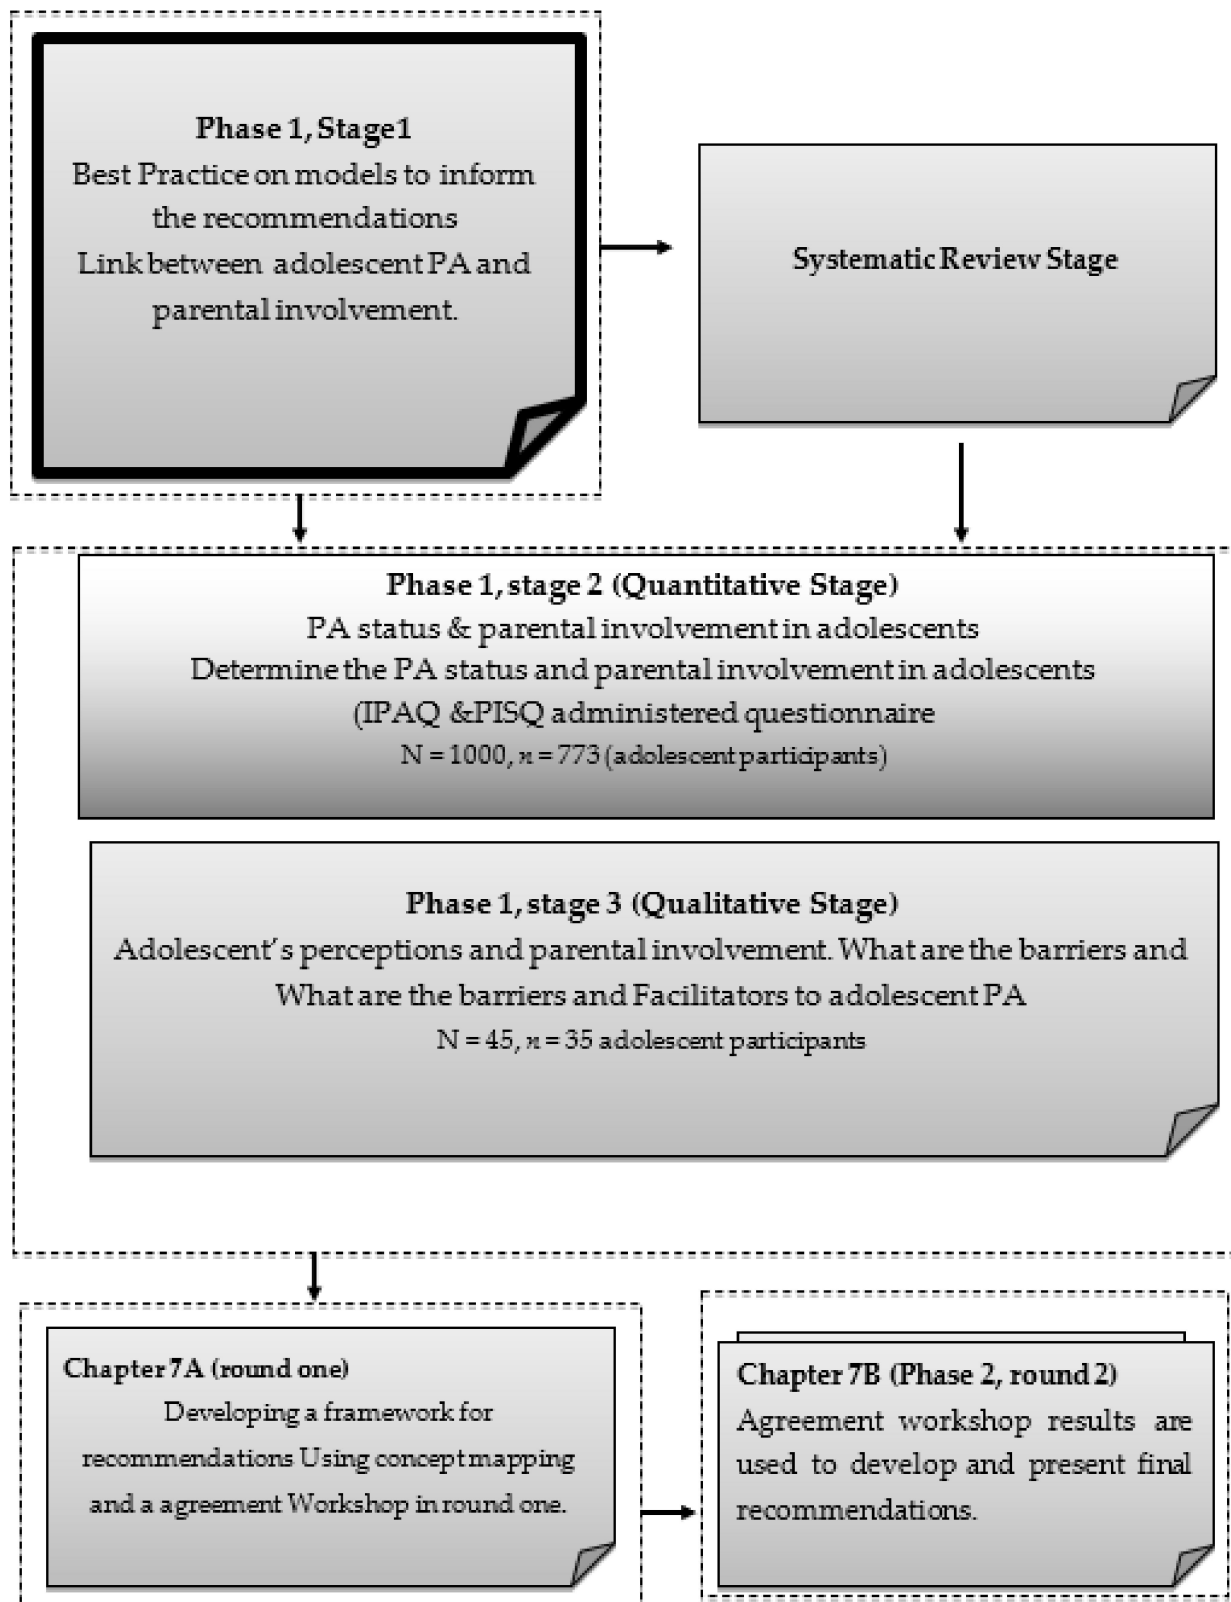 Phase 1, Stage1
Best Practice on models to inform
the recommendations
Link between adolescent PA and
parental involvement.
Systematic Review Stage
Phase 1, stage 2 (Quantitative Stage)
PA status & parental involvement in adolescents
Determine the PA status and parental involvement in adolescents
(IPAQ &PISQ administered questionnaire
N = 1000, n = 773 (adolescent participants)
Phase 1, stage 3 (Qualitative Stage)
Adolescent's perceptions and parental involvement. What are the barriers and
What are the barriers and Facilitators to adolescent PA
N = 45, n = 35 adolescent participants
Chapter 7A (round one)
Developing a framework for
recommendations Using concept mapping
and a agreement Workshop in round one.
Chapter 7B (Phase 2, round 2)
Agreement workshop results are
used to develop and present final
recommendations.